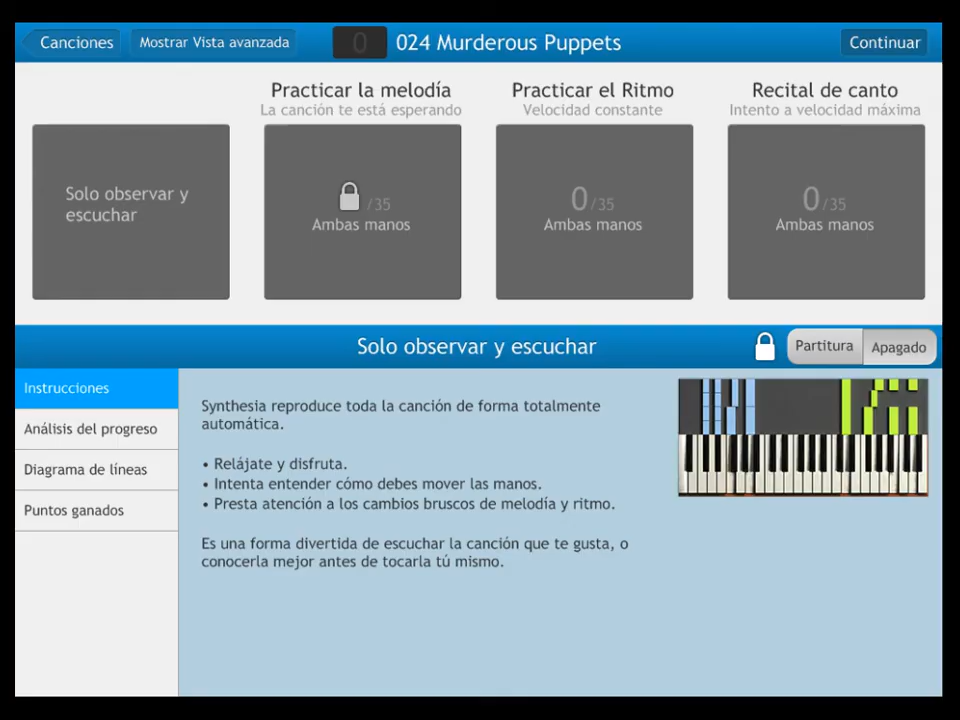 Canciones
Mostrar Vista avanzada
0
024 Murderous Puppets
Continuar
Practicar la melodía
La canción te está esperando
Practicar el Ritmo
Velocidad constante
Recital de canto
Intento a velocidad máxima
Solo observar y
escuchar
/35
Ambas manos
0/35
Ambas manos
0/35
Ambas manos
Solo observar y escuchar
Partitura
Apagado
Instrucciones
Análisis del progreso
Diagrama de líneas
Puntos ganados
Synthesia reproduce toda la canción de forma totalmente
automática.
• Relájate y disfruta.
• Intenta entender cómo debes mover las manos.
• Presta atención a los cambios bruscos de melodía y ritmo.
Es una forma divertida de escuchar la canción que te gusta, o
conocerla mejor antes de tocarla tú mismo.